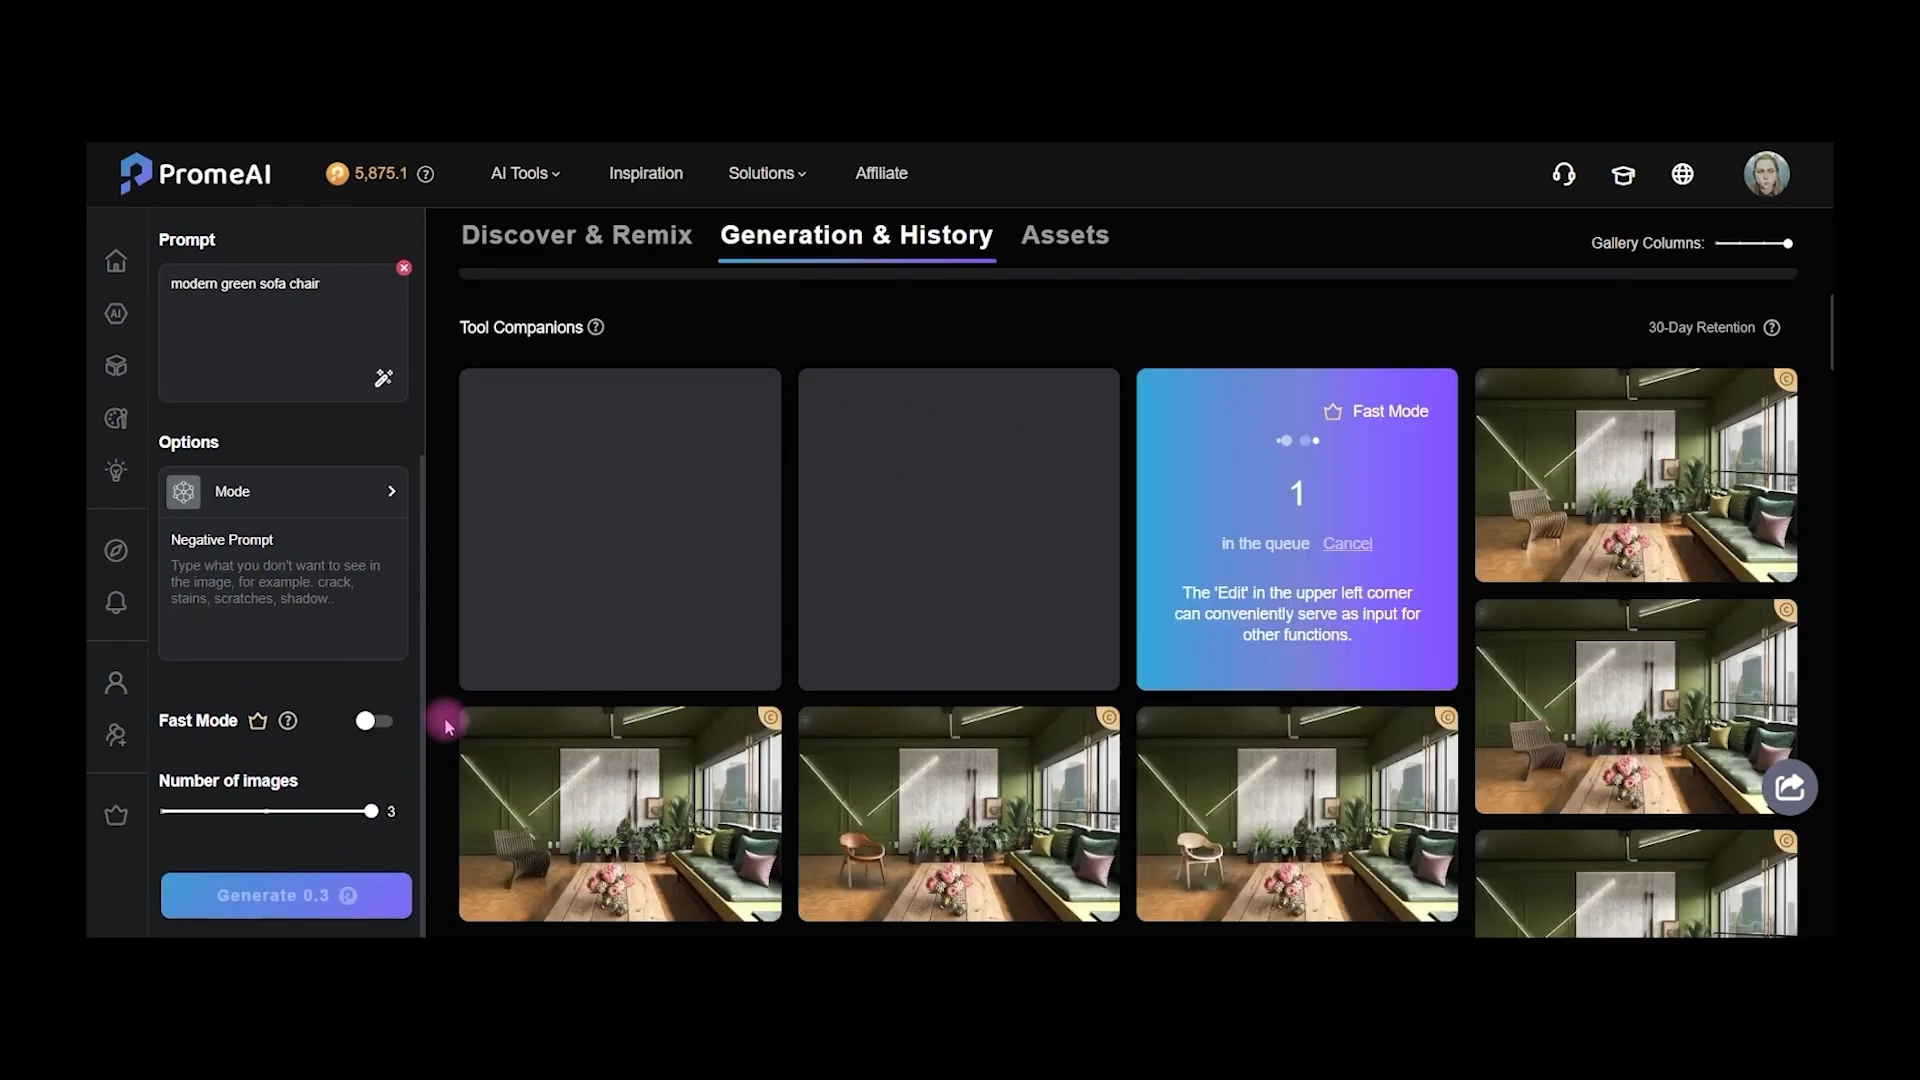 PromeAI
5,875.1
AI Tools
Inspiration
Solutions
Affiliate
Prompt
modern green sofa chair
Options
Mode
Negative Prompt
Type what you don't want to see in
the image, for example. crack,
stains, scratches, shadow..
Fast Mode
Number of images
3
Generate 0.3
Discover & Remix
Generation & History
Assets
Gallery Columns:
Tool Companions
30-Day Retention
Fast Mode
1
in the queue Cancel
The 'Edit' in the upper left corner
can conveniently serve as input for
other functions.